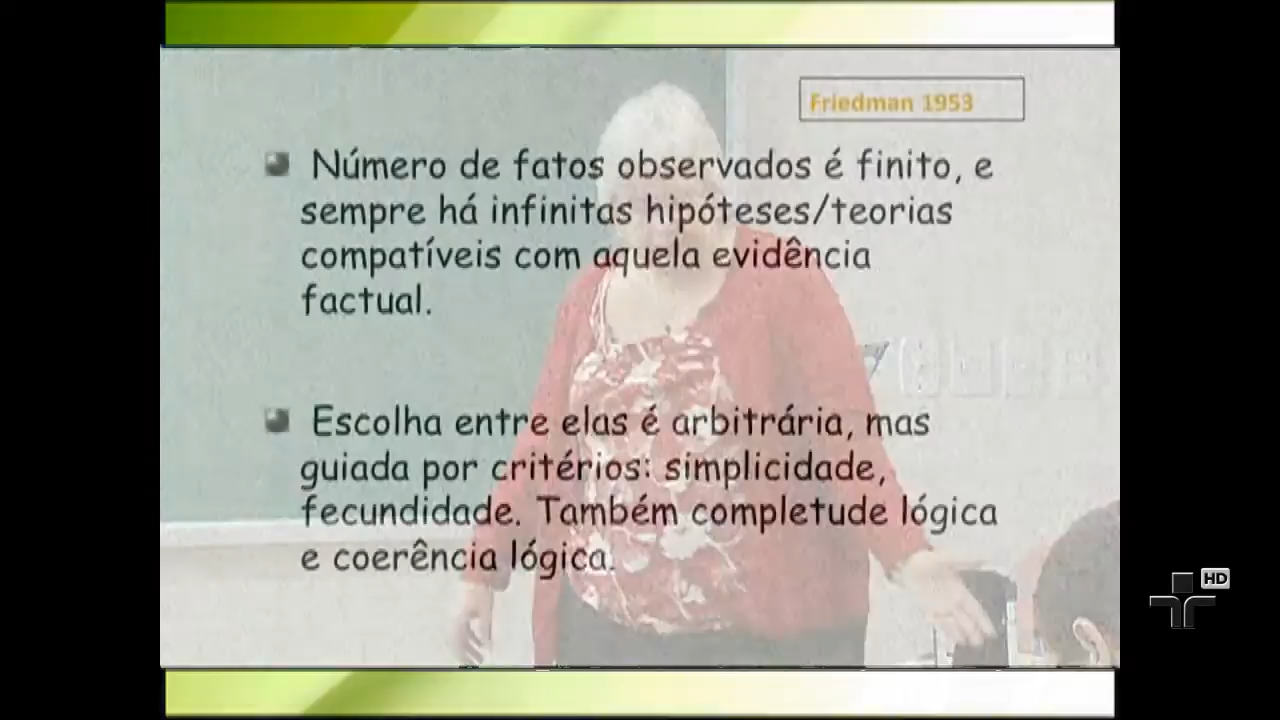 Friedman 1953
Número de fatos observados é finito, e
sempre há infinitas hipóteses/teorias
compatíveis com aquela evidência
factual.
Escolha entre elas é arbitrária, mas
guiada por critérios: simplicidade,
fecundidade. Também completude lógica
e coerência lógica.
HD